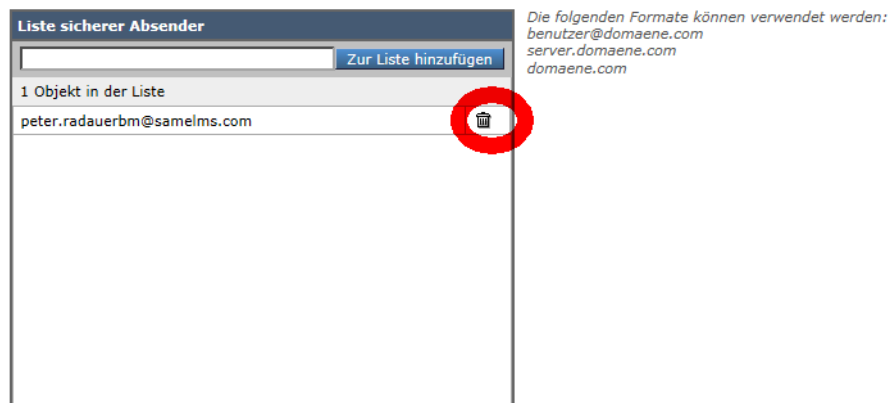 Liste sicherer Absender
Zur Liste hinzufügen
1 Objekt in der Liste
peter.radauerbm@samelms.com
Die folgenden Formate können verwendet werden:
benutzer@domaene.com
server.domaene.com
domaene.com